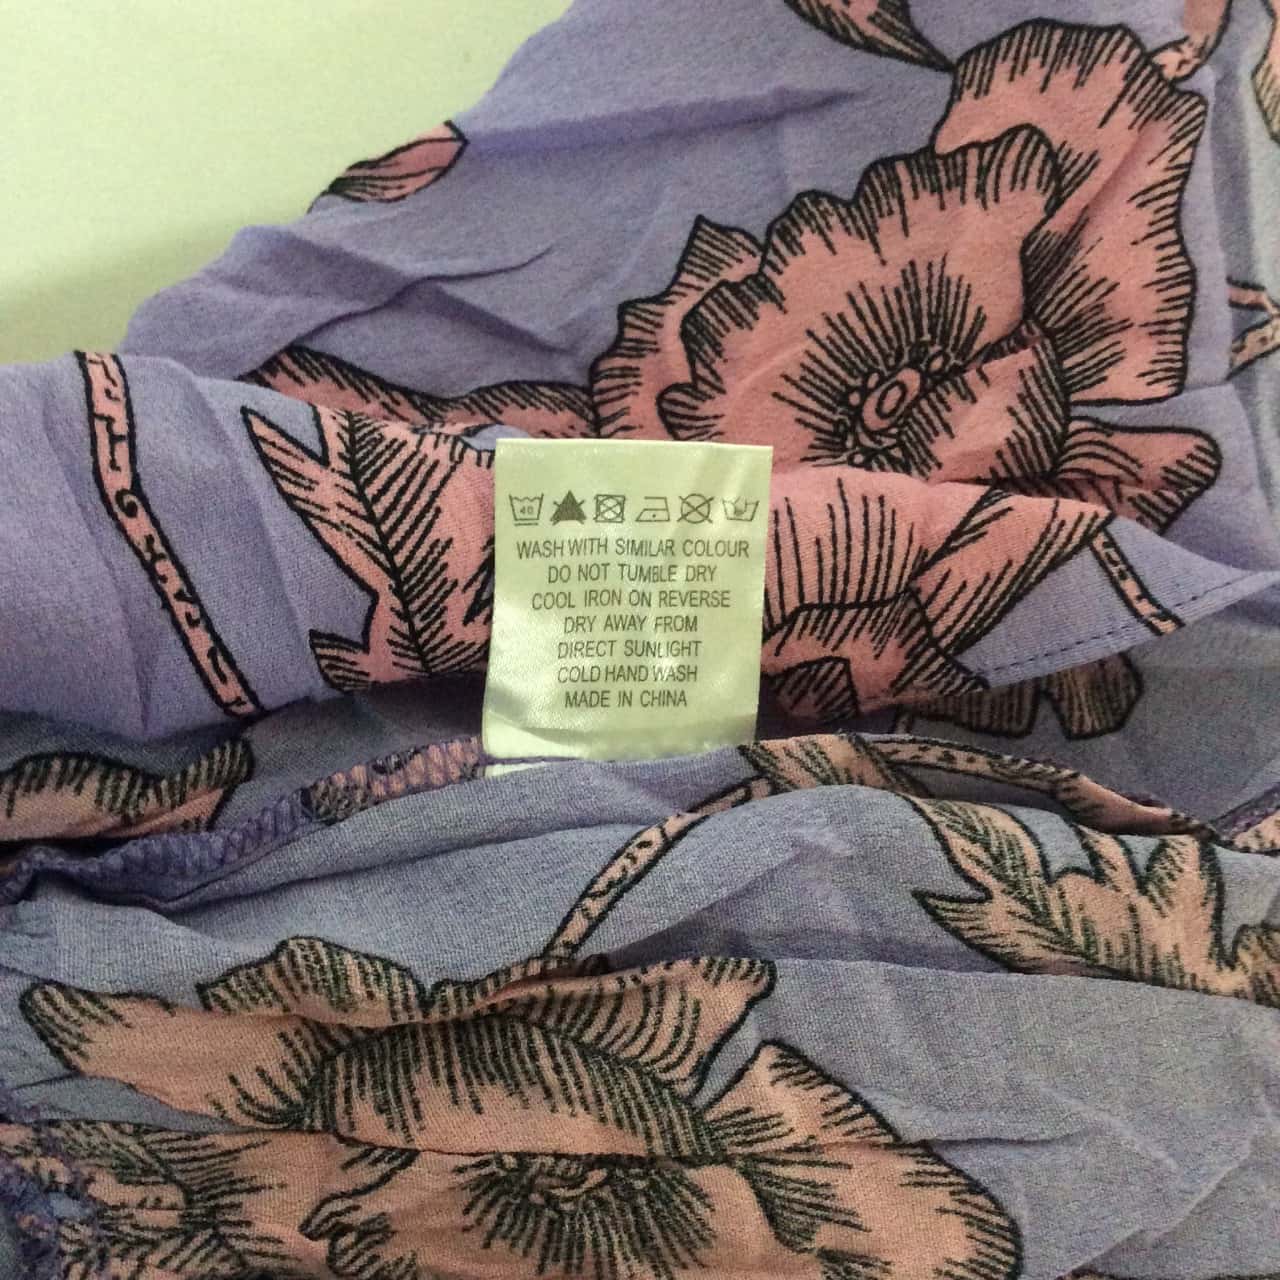 40
WASH WITH SIMILAR COLOUR
DO NOT TUMBLE DRY
COOL IRON ON REVERSE
DRY AWAY FROM
DIRECT SUNLIGHT
COLD HAND WASH
MADE IN CHINA